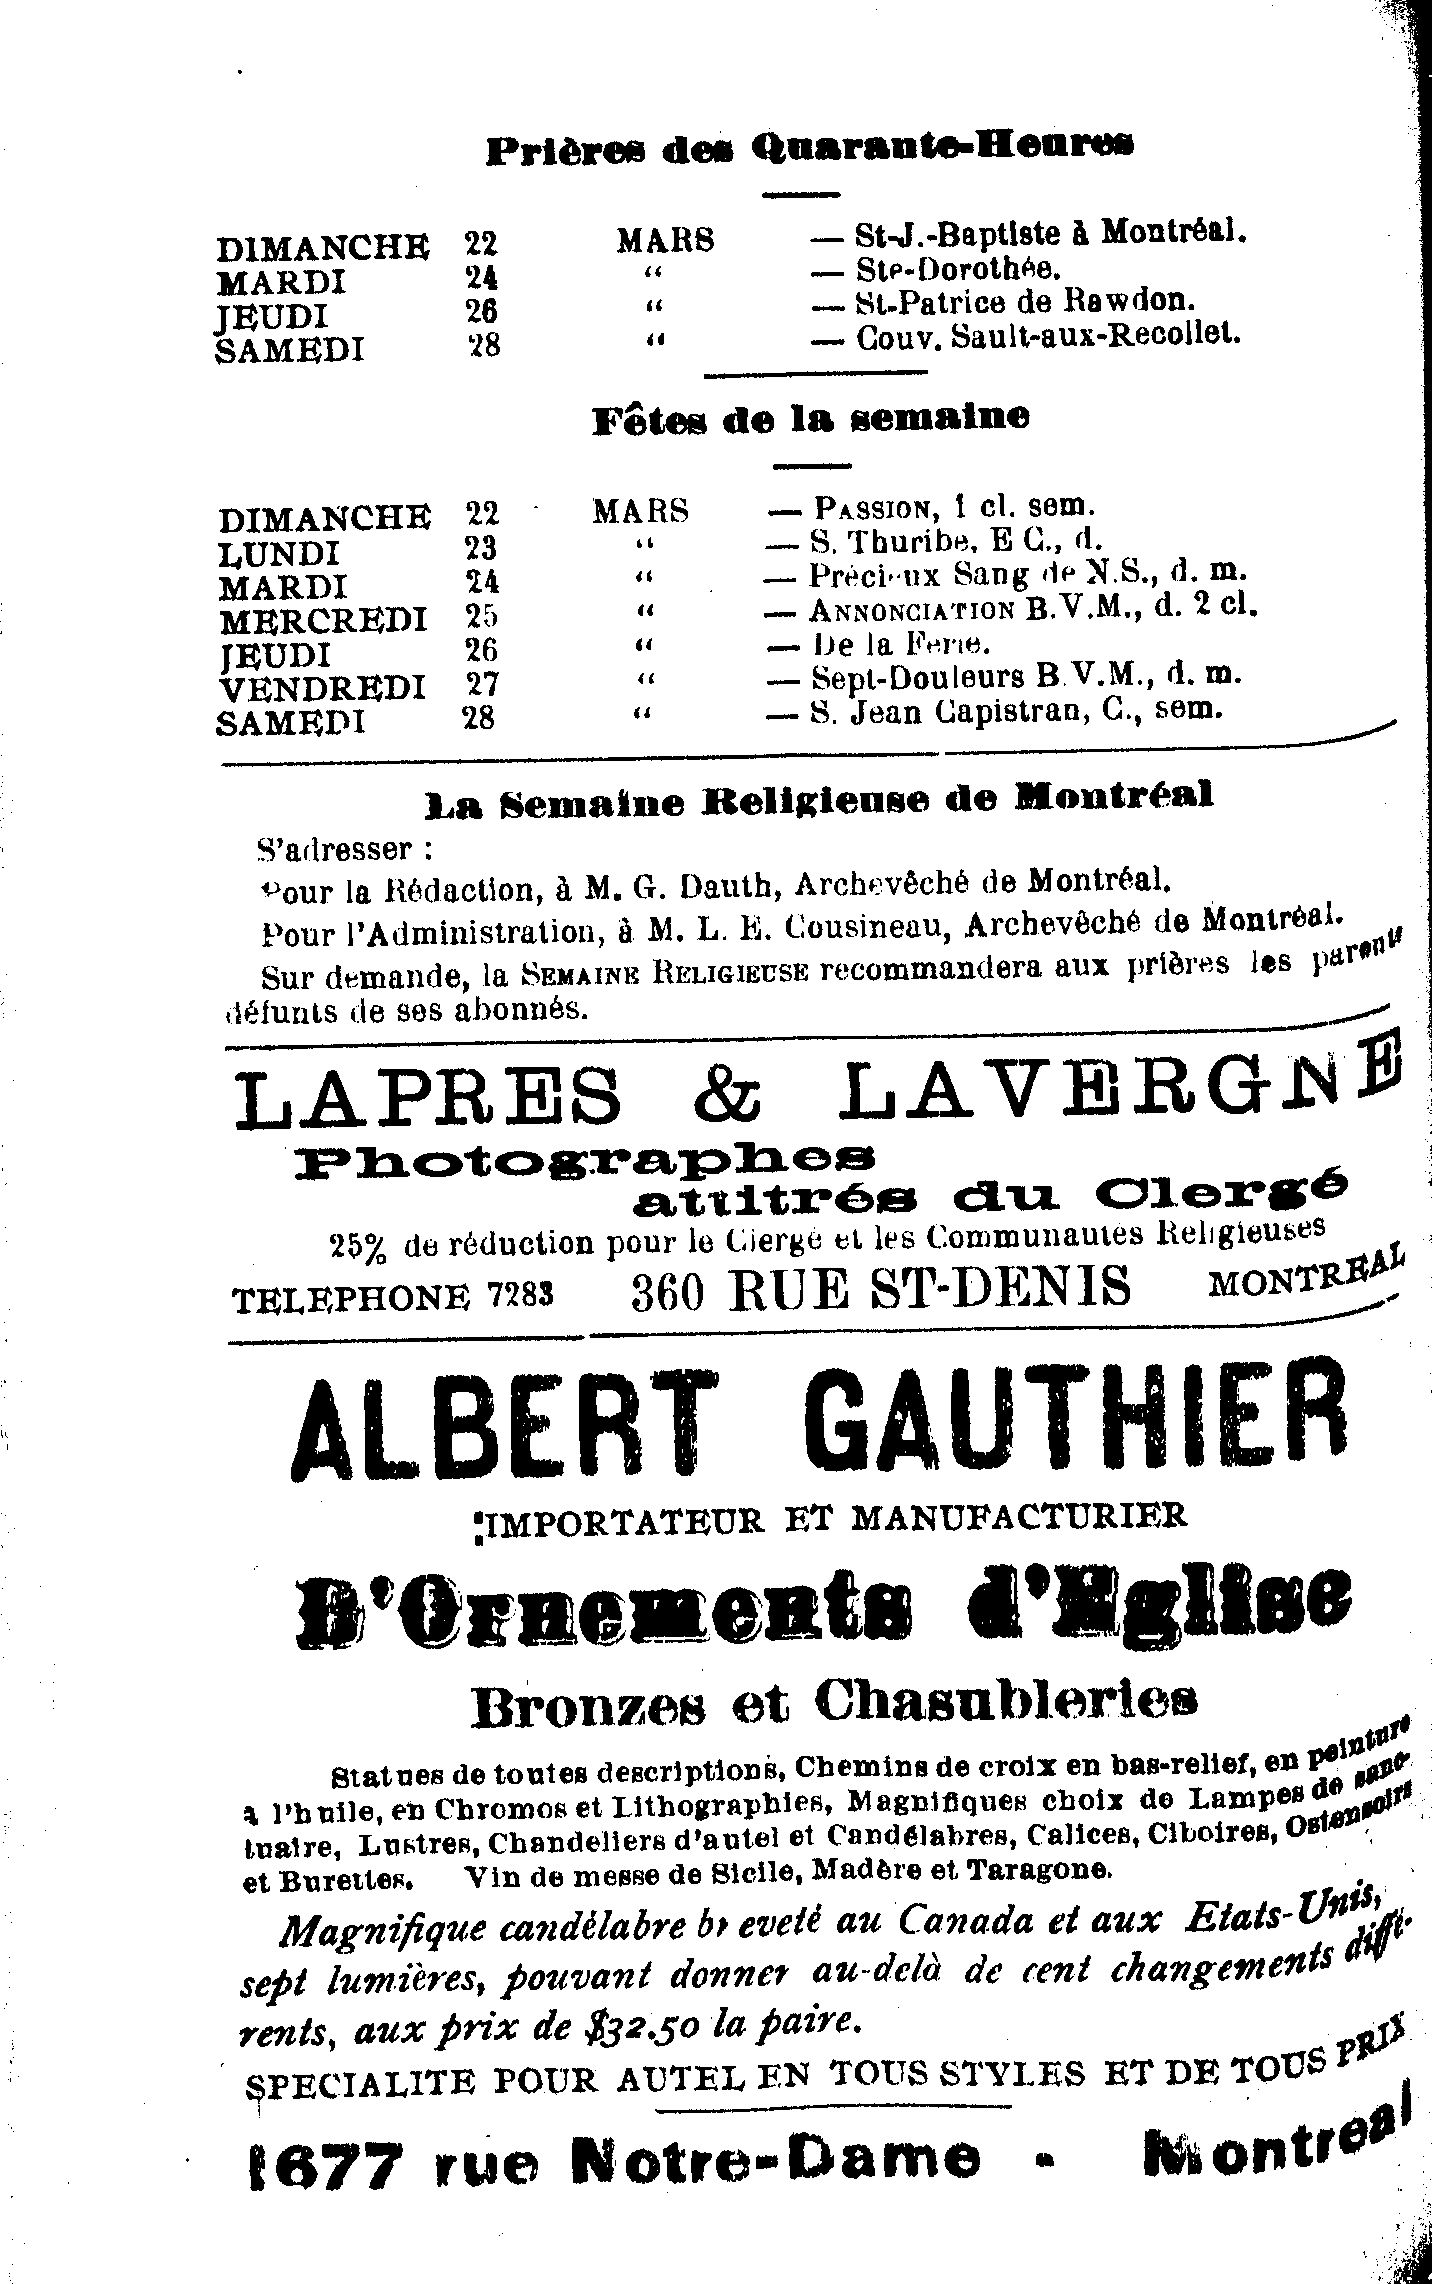 Prières des Quarante-Heures
DIMANCHE 22 MARS — St-J.-Baptiste à Montréal.
MARDI 24 “ — Ste-Dorothée.
JEUDI 26 “ — St-Patrice de Rawdon.
SAMEDI 28 “ — Couv. Sault-aux-Recollet.
Fêtes de la semaine
DIMANCHE 22 MARS — PASSION, 1 cl. sem.
LUNDI 23 “ — S. Thuribe, E C., d.
MARDI 24 “ — Précieux Sang de N.S., d. m.
MERCREDI 25 “ — ANNONCIATION B.V.M., d. 2 cl.
JEUDI 26 “ — De la Ferie.
VENDREDI 27 “ — Sept-Douleurs B.V.M., d. m.
SAMEDI 28 “ — S. Jean Capistran, C., sem.
La Semaine Religieuse de Montréal
S'adresser :
Pour la Rédaction, à M. G. Dauth, Archevêché de Montréal.
Pour l'Administration, à M. L. E. Cousineau, Archevêché de Montréal.
Sur demande, la SEMAINE RELIGIEUSE recommandera aux prières les parents
défunts de ses abonnés.
LAPRES & LAVERGNE
Photographes
attitrés du Clergé
25% de réduction pour le Clergé et les Communautes Religieuses
TELEPHONE 7283 360 RUE ST-DENIS MONTREAL
ALBERT GAUTHIER
IMPORTATEUR ET MANUFACTURIER
D'Ornements d'Eglise
Bronzes et Chasubleries
Statues de toutes descriptions, Chemins de croix en bas-relief, en peinture
à l'huile, en Chromos et Lithographies, Magnifiques choix de Lampes de sanc-
tuaire, Lustres, Chandeliers d'autel et Candélabres, Calices, Ciboires, Ostensoirs
et Burettes. Vin de messe de Sicile, Madère et Taragone.
Magnifique candélabre breveté au Canada et aux Etats-Unis,
sept lumières, pouvant donner au-delà de cent changements diffé-
rents, aux prix de $32.50 la paire.
SPECIALITE POUR AUTEL EN TOUS STYLES ET DE TOUS PRIX
1677 rue Notre-Dame - Montreal